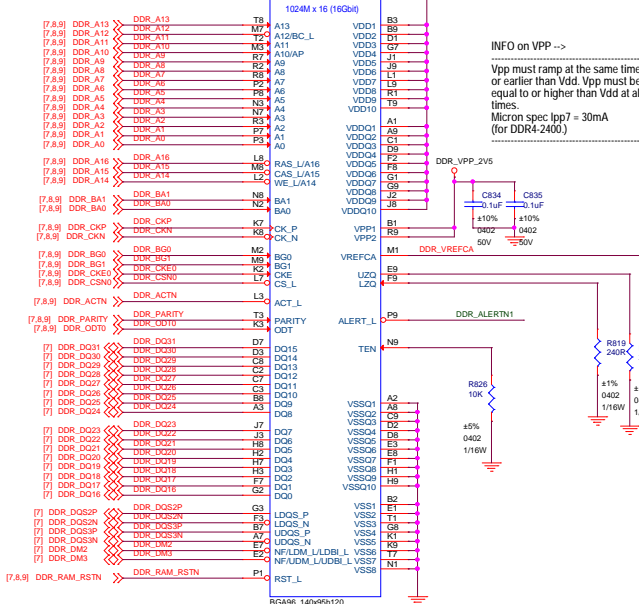 1024M x 16 (16Gbit)
[7,8,9] DDR_A13 DDR_A13 T8 A13 VDD1 B3
[7,8,9] DDR_A12 DDR_A12 M7 A12/BC_L VDD2 B9
[7,8,9] DDR_A11 DDR_A11 T2 A11 VDD3 D1
[7,8,9] DDR_A10 DDR_A10 M3 A10/AP VDD4 G7
[7,8,9] DDR_A9 DDR_A9 R7 A9 VDD5 J1
[7,8,9] DDR_A8 DDR_A8 R2 A8 VDD6 J9
[7,8,9] DDR_A7 DDR_A7 R8 A7 VDD7 L1
[7,8,9] DDR_A6 DDR_A6 P2 A6 VDD8 L9
[7,8,9] DDR_A5 DDR_A5 P8 A5 VDD9 R1
[7,8,9] DDR_A4 DDR_A4 N3 A4 VDD10 T9
[7,8,9] DDR_A3 DDR_A3 N7 A3
[7,8,9] DDR_A2 DDR_A2 R3 A2 VDDQ1 A1
[7,8,9] DDR_A1 DDR_A1 P7 A1 VDDQ2 A9
[7,8,9] DDR_A0 DDR_A0 P3 A0 VDDQ3 C1
VDDQ4 D9
[7,8,9] DDR_A16 DDR_A16 L8 RAS_L/A16 VDDQ5 F2
[7,8,9] DDR_A15 DDR_A15 M8 CAS_L/A15 VDDQ6 F8
[7,8,9] DDR_A14 DDR_A14 L2 WE_L/A14 VDDQ7 G1
VDDQ8 G9
[7,8,9] DDR_BA1 DDR_BA1 N8 BA1 VDDQ9 J2
[7,8,9] DDR_BA0 DDR_BA0 N2 BA0 VDDQ10 J8
[7,8,9] DDR_CKP DDR_CKP K7 CK_P VPP1 B1
[7,8,9] DDR_CKN DDR_CKN K8 CK_N VPP2 R9
[7,8,9] DDR_BG0 DDR_BG0 M2 BG0 VREFCA M1 DDR_VREFCA
[7,8,9] DDR_BG1 DDR_BG1 M9 BG1
[7,8,9] DDR_CKE0 DDR_CKE0 K2 CKE UZQ E9
[7,8,9] DDR_CSN0 DDR_CSN0 L7 CS_L LZQ F9
[7,8,9] DDR_ACTN DDR_ACTN L3 ACT_L
[7,8,9] DDR_PARITY DDR_PARITY T3 PARITY ALERT_L P9 DDR_ALERTN1
[7,8,9] DDR_ODT0 DDR_ODT0 K3 ODT
[7] DDR_DQ31 DDR_DQ31 D7 DQ15 TEN N9
[7] DDR_DQ30 DDR_DQ30 D3 DQ14
[7] DDR_DQ29 DDR_DQ29 C8 DQ13
[7] DDR_DQ28 DDR_DQ28 C2 DQ12
[7] DDR_DQ27 DDR_DQ27 C7 DQ11
[7] DDR_DQ26 DDR_DQ26 C3 DQ10
[7] DDR_DQ25 DDR_DQ25 B8 DQ9 VSSQ1 A2
[7] DDR_DQ24 DDR_DQ24 A3 DQ8 VSSQ2 A8
VSSQ3 C9
[7] DDR_DQ23 DDR_DQ23 J7 DQ7 VSSQ4 D2
[7] DDR_DQ22 DDR_DQ22 J3 DQ6 VSSQ5 D8
[7] DDR_DQ21 DDR_DQ21 H8 DQ5 VSSQ6 E3
[7] DDR_DQ20 DDR_DQ20 H2 DQ4 VSSQ7 E8
[7] DDR_DQ19 DDR_DQ19 H7 DQ3 VSSQ8 F1
[7] DDR_DQ18 DDR_DQ18 H3 DQ2 VSSQ9 H1
[7] DDR_DQ17 DDR_DQ17 F7 DQ1 VSSQ10 H9
[7] DDR_DQ16 DDR_DQ16 G2 DQ0
VSS1 B2
[7] DDR_DQS2P DDR_DQS2P G3 LDQS_P VSS2 E1
[7] DDR_DQS2N DDR_DQS2N F3 LDQS_N VSS3 T1
[7] DDR_DQS3P DDR_DQS3P B7 UDQS_P VSS4 G8
[7] DDR_DQS3N DDR_DQS3N A7 UDQS_N VSS5 K1
[7] DDR_DM2 DDR_DM2 E7 NF/LDM_L/LDBI_L VSS6 K9
[7] DDR_DM3 DDR_DM3 E2 NF/UDM_L/UDBI_L VSS7 T7
VSS8 N1
[7,8,9] DDR_RAM_RSTN DDR_RAM_RSTN P1 RST_L
BGA96_140x95h120
INFO on VPP -->
Vpp must ramp at the same time
or earlier than Vdd. Vpp must be
equal to or higher than Vdd at al
times.
Micron spec Ipp7 = 30mA
(for DDR4-2400.)
DDR_VPP_2V5
C834 C835
0.1uF 0.1uF
±10% ±10%
0402 0402
50V 50V
R819
240R
±1%
0402
1/16W
R826
10K
±5%
0402
1/16W